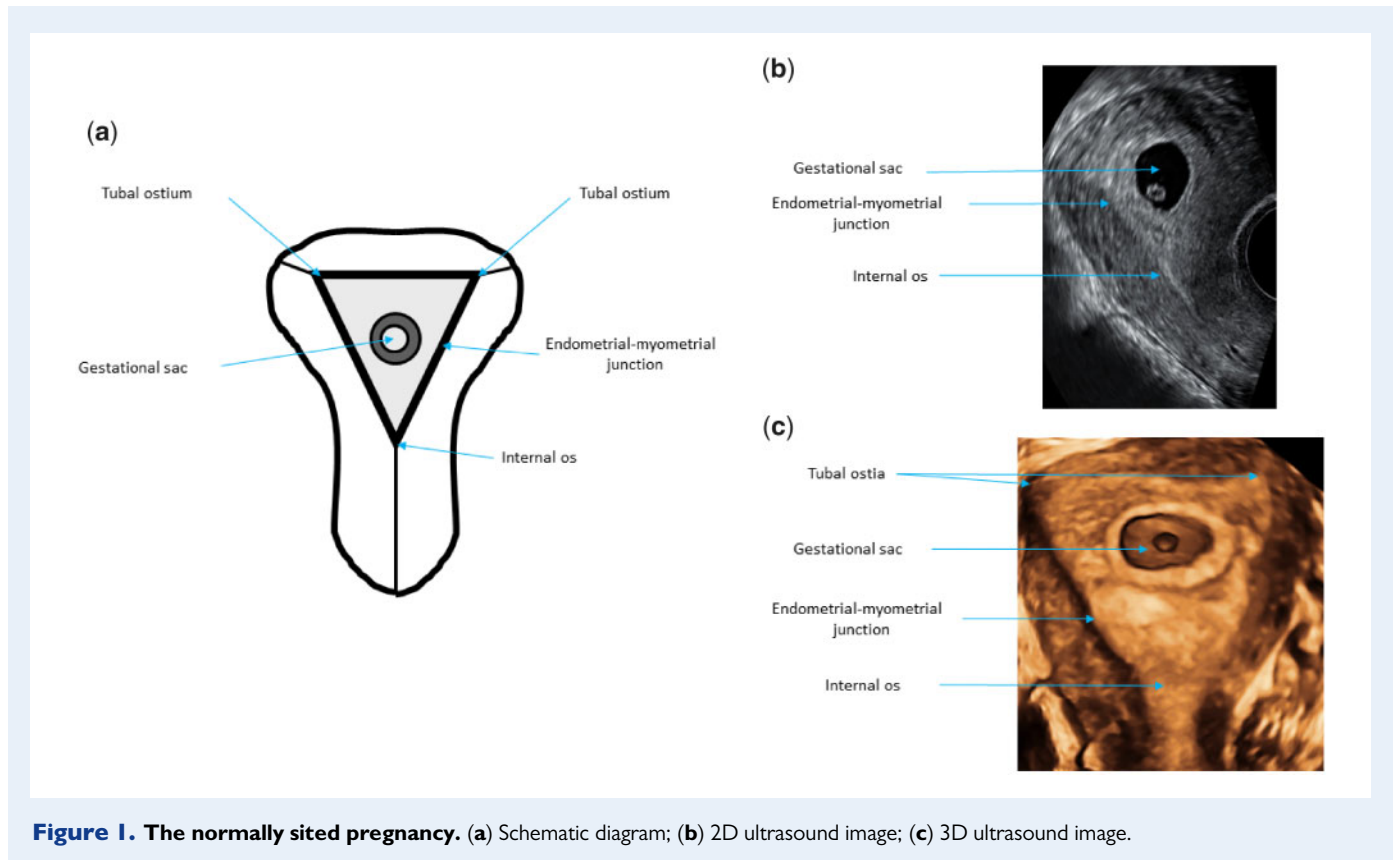 (a)
Tubal ostium
Tubal ostium
Gestational sac
Endometrial-myometrial
junction
Internal os
(b)
Gestational sac
Endometrial-myometrial
junction
Internal os
(c)
Tubal ostia
Gestational sac
Endometrial-myometrial
junction
Internal os
Figure 1. The normally sited pregnancy. (a) Schematic diagram; (b) 2D ultrasound image; (c) 3D ultrasound image.